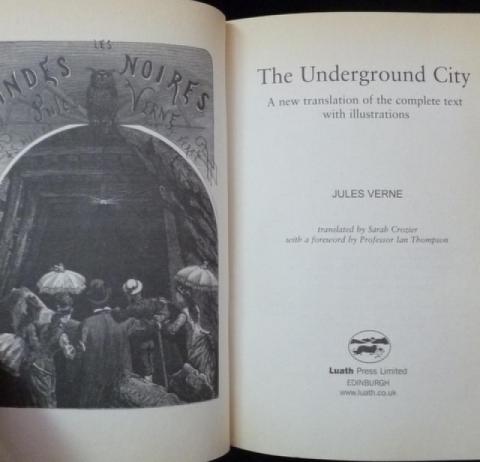 LES
INDES NOIRES
Jules VERNE
The Underground City
A new translation of the complete text
with illustrations
JULES VERNE
translated by Sarah Crozier
with a foreword by Professor Ian Thompson
Luath Press Limited
EDINBURGH
www.luath.co.uk